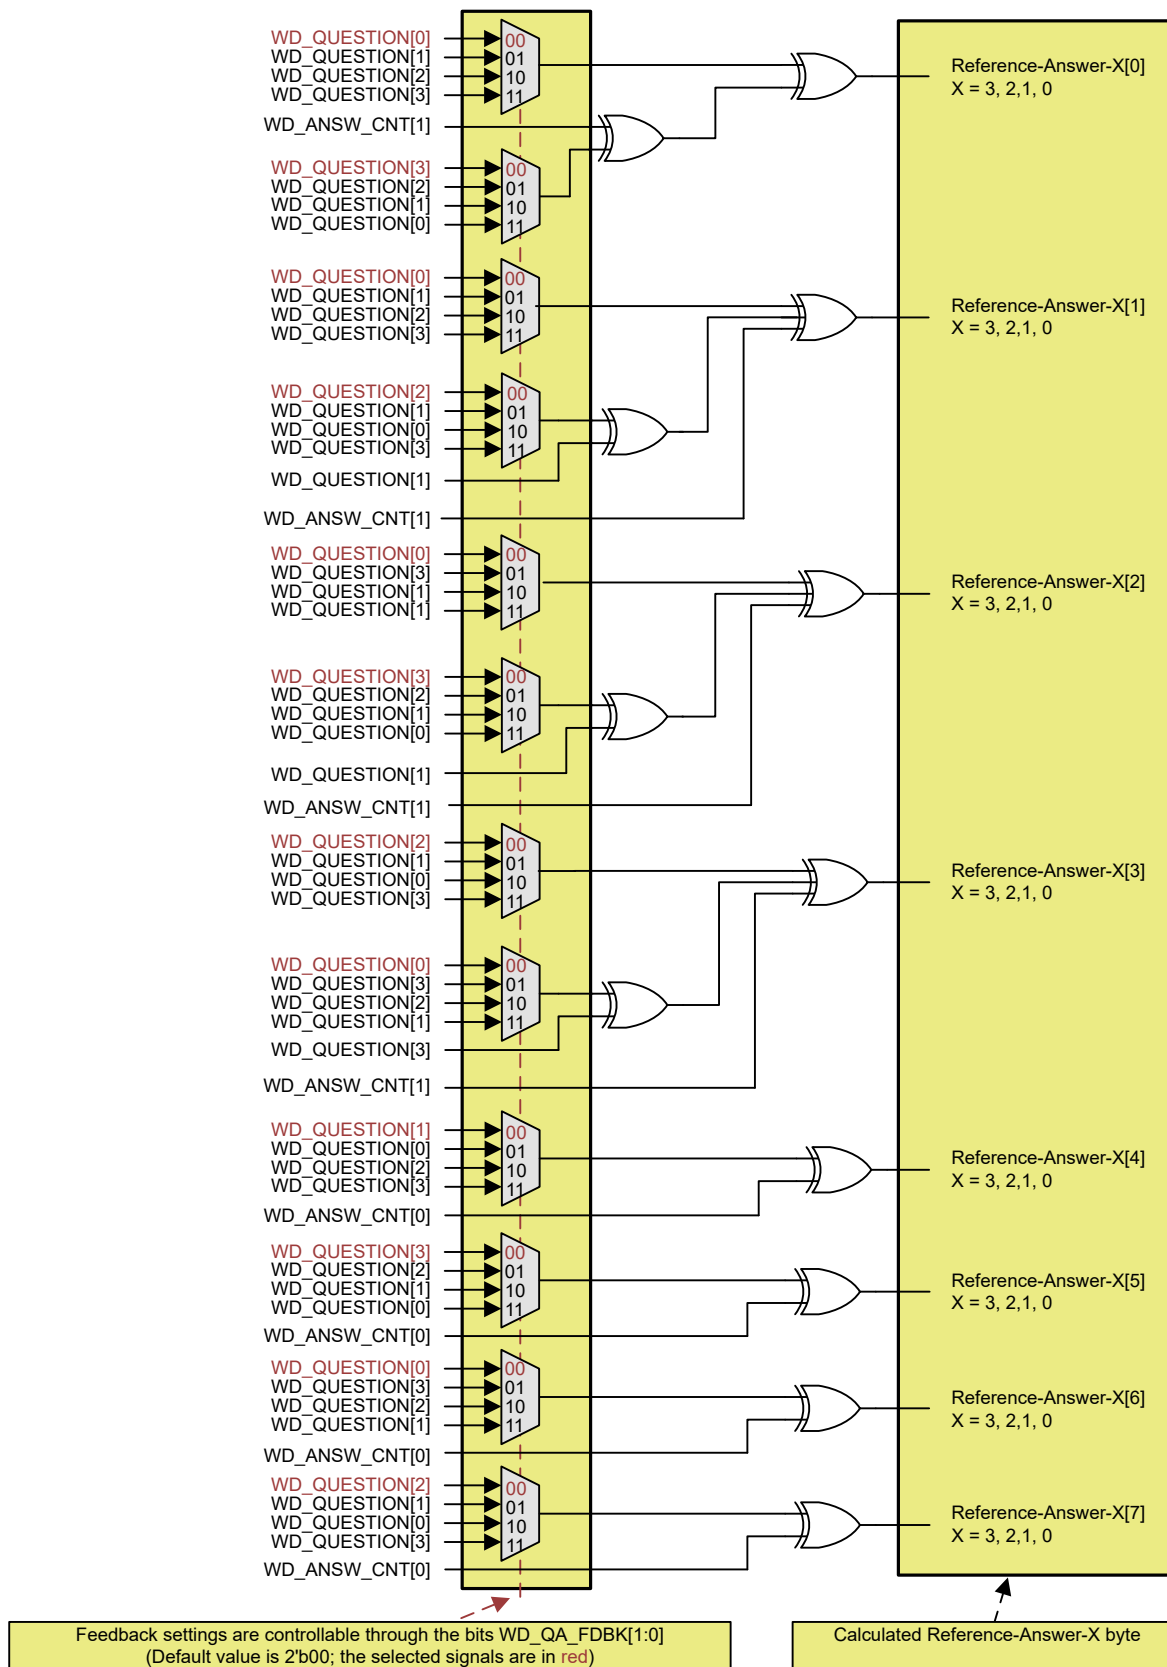 WD_QUESTION[0]
WD_QUESTION[1]
WD_QUESTION[2]
WD_QUESTION[3]
00
01
10
11
WD_ANSW_CNT[1]
Reference-Answer-X[0]
X = 3, 2,1, 0
WD_QUESTION[3]
WD_QUESTION[2]
WD_QUESTION[1]
WD_QUESTION[0]
00
01
10
11
WD_QUESTION[0]
WD_QUESTION[1]
WD_QUESTION[2]
WD_QUESTION[3]
00
01
10
11
Reference-Answer-X[1]
X = 3, 2,1, 0
WD_QUESTION[2]
WD_QUESTION[1]
WD_QUESTION[0]
WD_QUESTION[3]
00
01
10
11
WD_QUESTION[1]
WD_ANSW_CNT[1]
WD_QUESTION[0]
WD_QUESTION[3]
WD_QUESTION[1]
WD_QUESTION[1]
00
01
10
11
Reference-Answer-X[2]
X = 3, 2,1, 0
WD_QUESTION[3]
WD_QUESTION[2]
WD_QUESTION[1]
WD_QUESTION[0]
00
01
10
11
WD_QUESTION[1]
WD_ANSW_CNT[1]
WD_QUESTION[2]
WD_QUESTION[1]
WD_QUESTION[0]
WD_QUESTION[3]
00
01
10
11
Reference-Answer-X[3]
X = 3, 2,1, 0
WD_QUESTION[0]
WD_QUESTION[3]
WD_QUESTION[2]
WD_QUESTION[1]
00
01
10
11
WD_QUESTION[3]
WD_ANSW_CNT[1]
WD_QUESTION[1]
WD_QUESTION[0]
WD_QUESTION[2]
WD_QUESTION[3]
00
01
10
11
WD_ANSW_CNT[0]
Reference-Answer-X[4]
X = 3, 2,1, 0
WD_QUESTION[3]
WD_QUESTION[2]
WD_QUESTION[1]
WD_QUESTION[0]
00
01
10
11
WD_ANSW_CNT[0]
Reference-Answer-X[5]
X = 3, 2,1, 0
WD_QUESTION[0]
WD_QUESTION[3]
WD_QUESTION[2]
WD_QUESTION[1]
00
01
10
11
WD_ANSW_CNT[0]
Reference-Answer-X[6]
X = 3, 2,1, 0
WD_QUESTION[2]
WD_QUESTION[1]
WD_QUESTION[0]
WD_QUESTION[3]
00
01
10
11
WD_ANSW_CNT[0]
Reference-Answer-X[7]
X = 3, 2,1, 0
Feedback settings are controllable through the bits WD_QA_FDBK[1:0]
(Default value is 2'b00; the selected signals are in red)
Calculated Reference-Answer-X byte